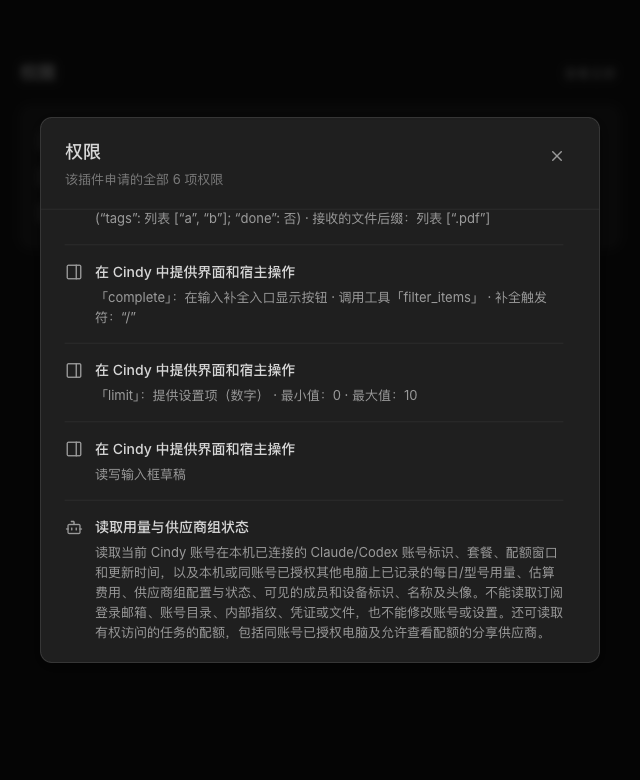 权限
该插件申请的全部 6 项权限
(“tags”: 列表 [“a”, “b”]; “done”: 否) · 接收的文件后缀：列表 [“.pdf”]
在 Cindy 中提供界面和宿主操作
「complete」：在输入补全入口显示按钮 · 调用工具「filter_items」 · 补全触发
符：“/”
在 Cindy 中提供界面和宿主操作
「limit」：提供设置项（数字） · 最小值：0 · 最大值：10
在 Cindy 中提供界面和宿主操作
读写输入框草稿
读取用量与供应商组状态
读取当前 Cindy 账号在本机已连接的 Claude/Codex 账号标识、套餐、配额窗口
和更新时间，以及本机或同账号已授权其他电脑上已记录的每日/型号用量、估算
费用、供应商组配置与状态、可见的成员和设备标识、名称及头像。不能读取订阅
登录邮箱、账号目录、内部指纹、凭证或文件，也不能修改账号或设置。还可读取
有权访问的任务的配额，包括同账号已授权电脑及允许查看配额的分享供应商。